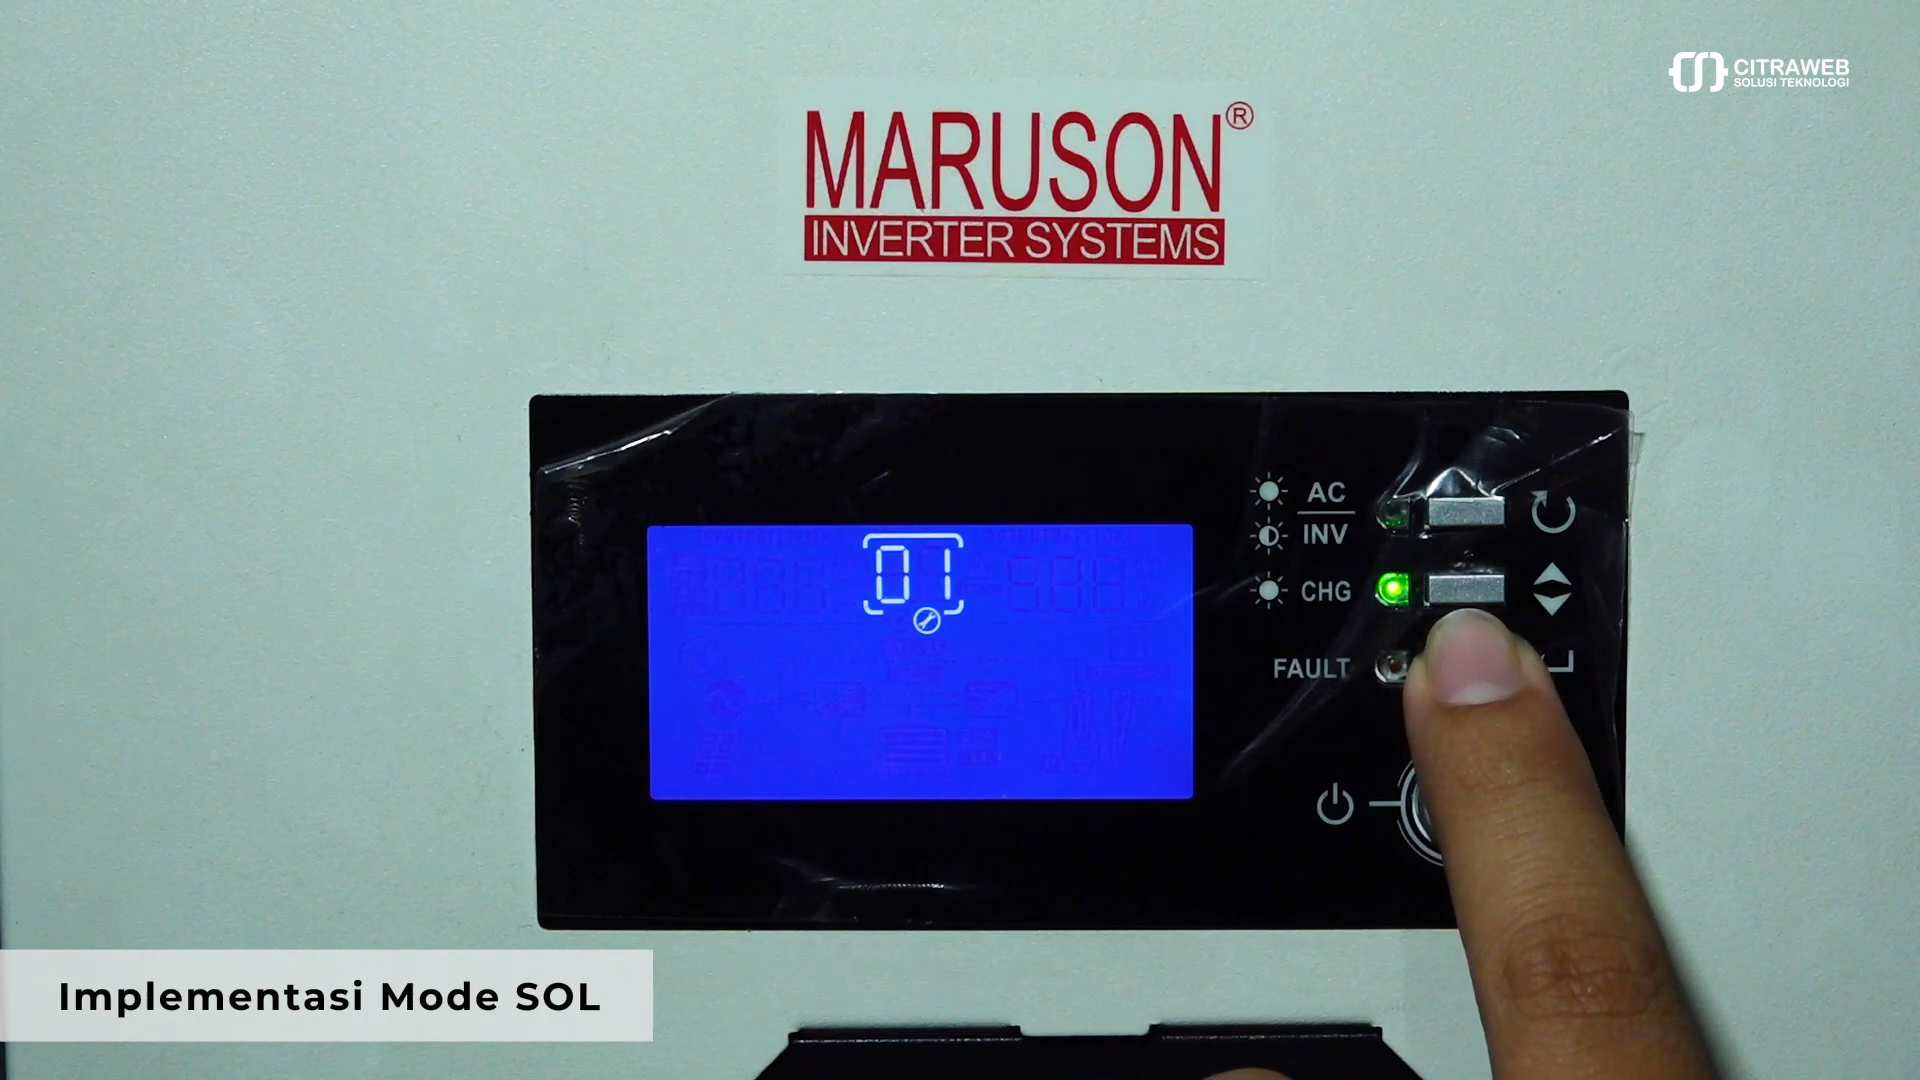 CITRAWEB
SOLUSI TEKNOLOGI
MARUSON®
INVERTER SYSTEMS
01
AC
INV
CHG
FAULT
Implementasi Mode SOL